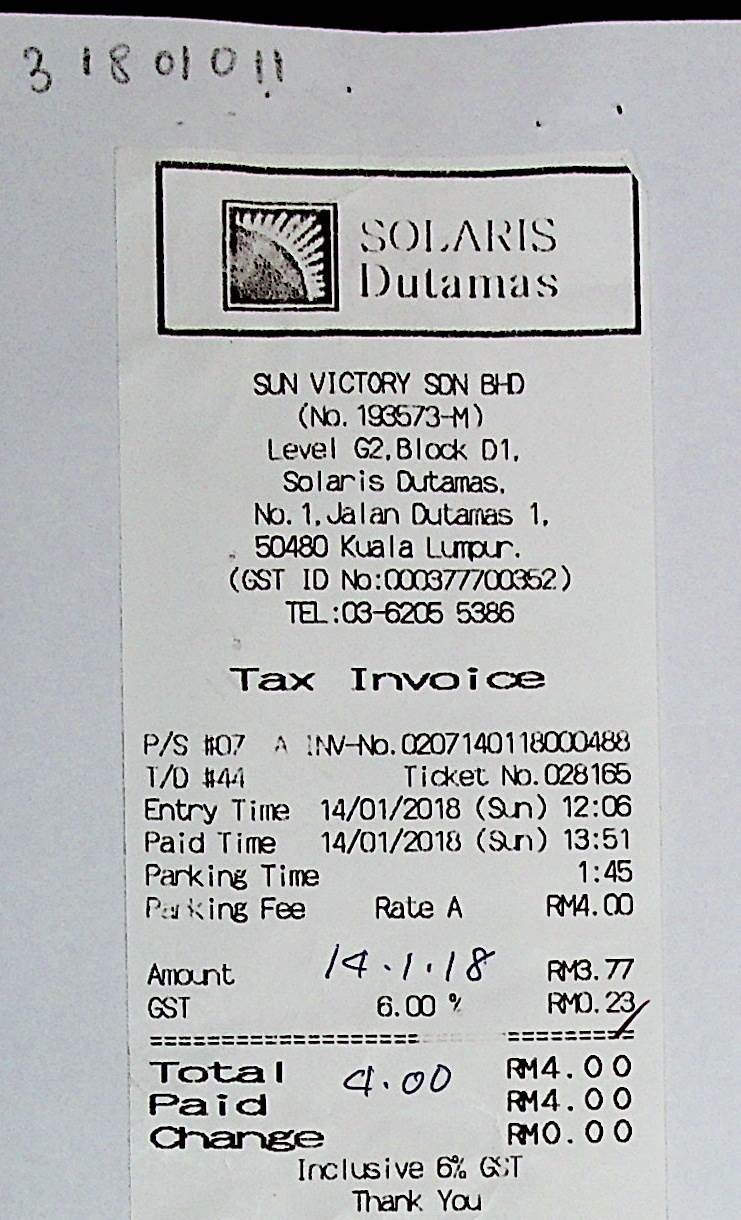 31801011
SOLARIS
Dutamas
SUN VICTORY SDN BHD
(No. 193573-M)
Level G2, Block D1,
Solaris Dutamas,
No. 1, Jalan Dutamas 1,
50480 Kuala Lumpur.
(GST ID No:000377700352)
TEL:03-6205 5386
Tax Invoice
P/S #07 A INV-No. 0207140118000488
T/D #44 Ticket No. 028165
Entry Time 14/01/2018 (Sun) 12:06
Paid Time 14/01/2018 (Sun) 13:51
Parking Time 1:45
Parking Fee Rate A RM4.00
14.1.18
Amount RM3.77
GST 6.00 % RM0.23
===================== ==========
Total 4.00 RM4.00
Paid RM4.00
Change RM0.00
Inclusive 6% GST
Thank You